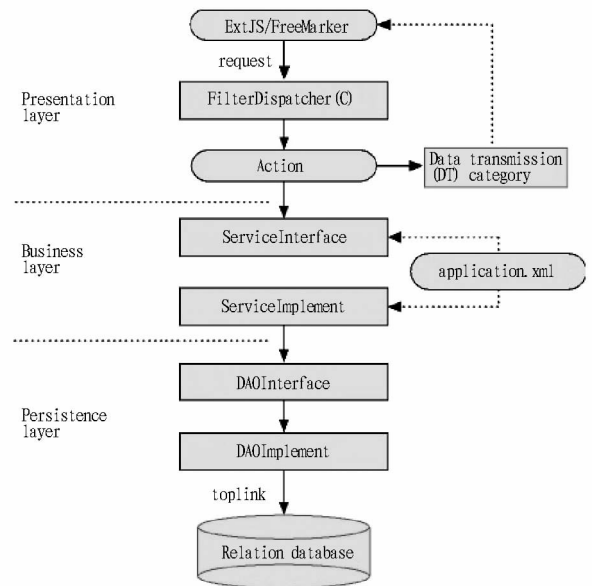 ExtJS/FreeMarker
request
Presentation
layer
FilterDispatcher(C)
Action
Data transmission
(DT) category
ServiceInterface
Business
layer
application.xml
ServiceImplement
DAOInterface
Persistence
layer
DAOImplement
toplink
Relation database